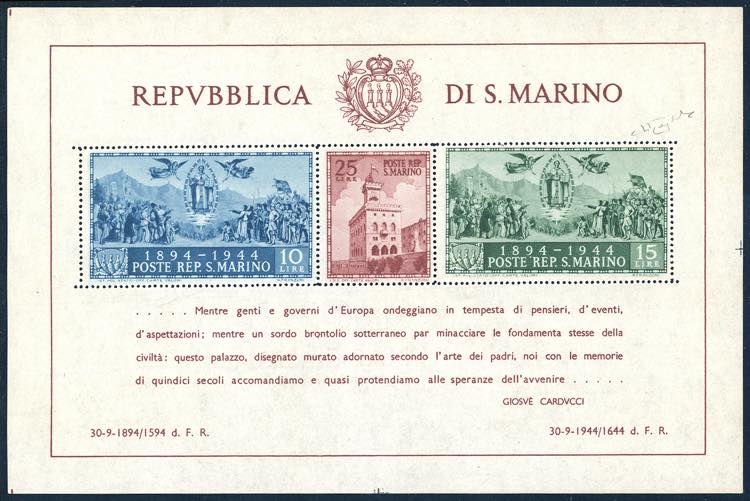 REPVBBLICA DI S. MARINO
1894-1944
POSTE REP. S. MARINO
10
LIRE
25
LIRE
POSTE REP.
S. MARINO
1894-1944
POSTE REP. S. MARINO
15
LIRE
. . . . . Mentre genti e governi d'Europa ondeggiano in tempesta di pensieri, d'eventi,
d'aspettazioni; mentre un sordo brontolio sotterraneo par minacciare le fondamenta stesse della
civiltà: questo palazzo, disegnato murato adornato secondo l'arte dei padri, noi con le memorie
di quindici secoli accomandiamo e quasi protendiamo alle speranze dell'avvenire . . . . .
GIOSVÈ CARDVCCI
30-9-1894/1594 d. F. R.
30-9-1944/1644 d. F. R.